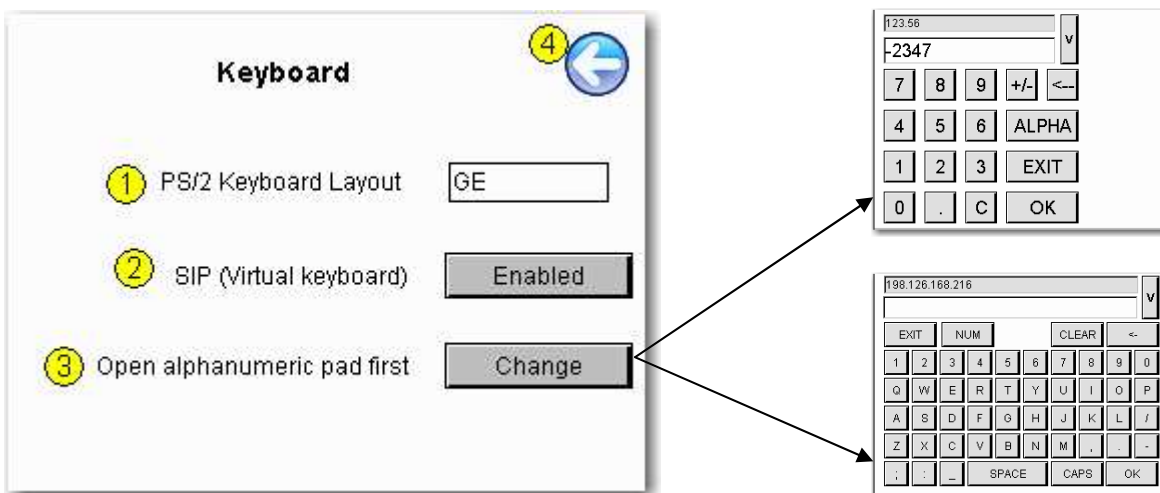 Keyboard
4
1 PS/2 Keyboard Layout GE
2 SIP (Virtual keyboard) Enabled
3 Open alphanumeric pad first Change
123.56
-2347
V
7 8 9 +/- <--
4 5 6 ALPHA
1 2 3 EXIT
0 . C OK
198.126.168.216
V
EXIT NUM CLEAR <-
1 2 3 4 5 6 7 8 9 0
Q W E R T Y U I O P
A S D F G H J K L /
Z X C V B N M , . -
; : _ SPACE CAPS OK